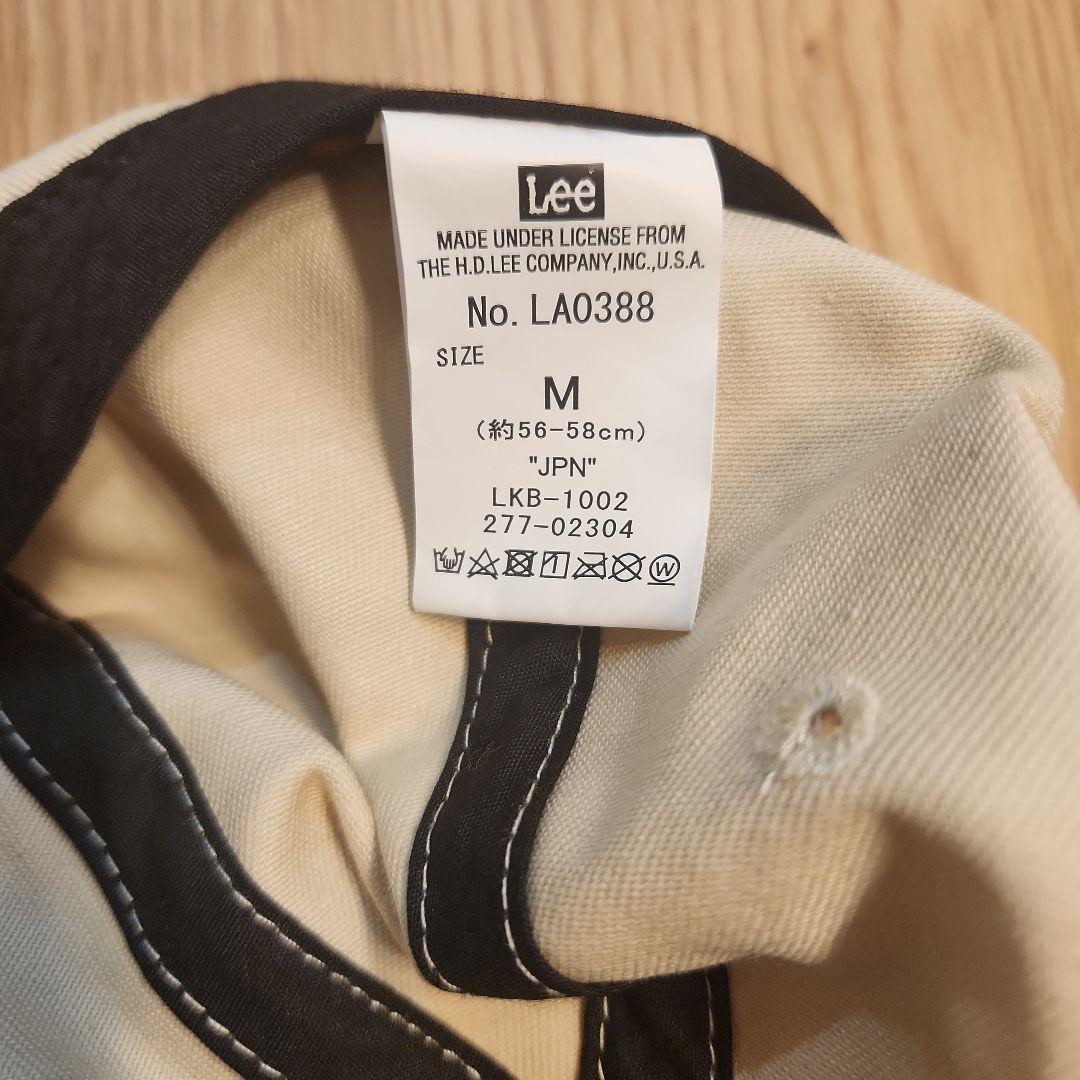 Lee
MADE UNDER LICENSE FROM
THE H.D.LEE COMPANY,INC.,U.S.A.
No. LA0388
SIZE
M
(約56-58cm)
"JPN"
LKB-1002
277-02304
W